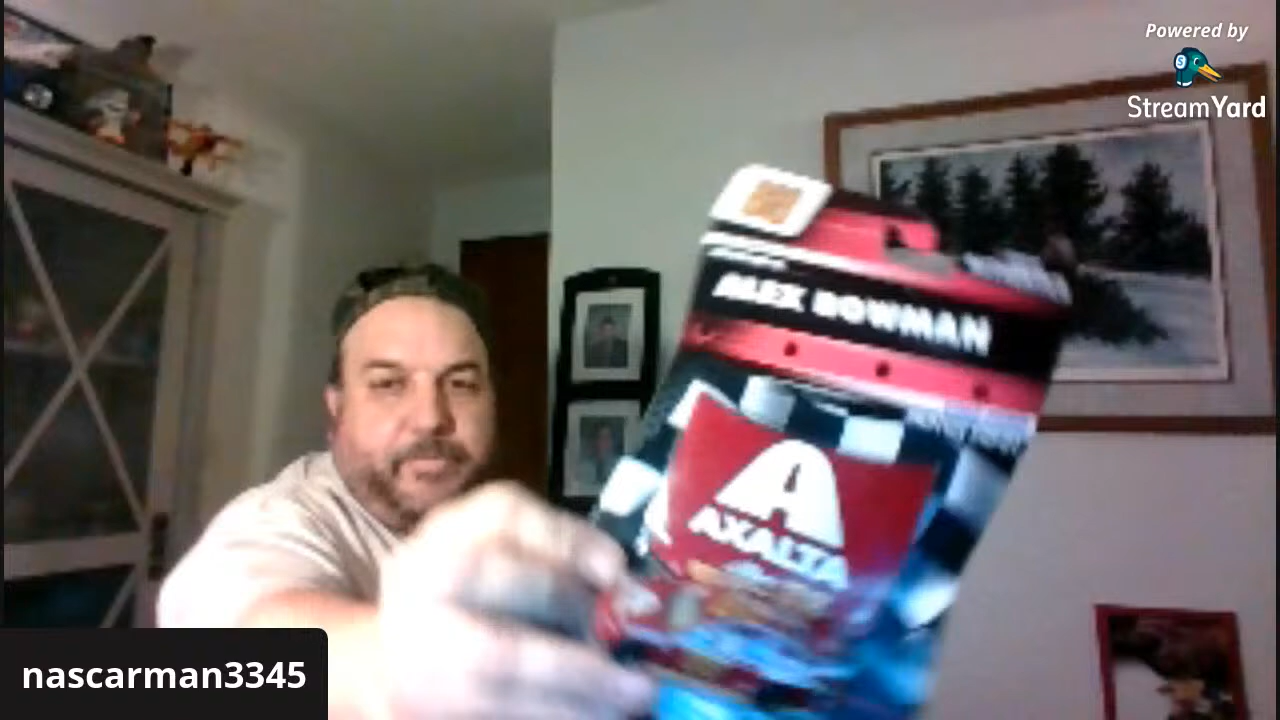 Powered by
StreamYard
ALEX BOWMAN
AXALTA
nascarman3345